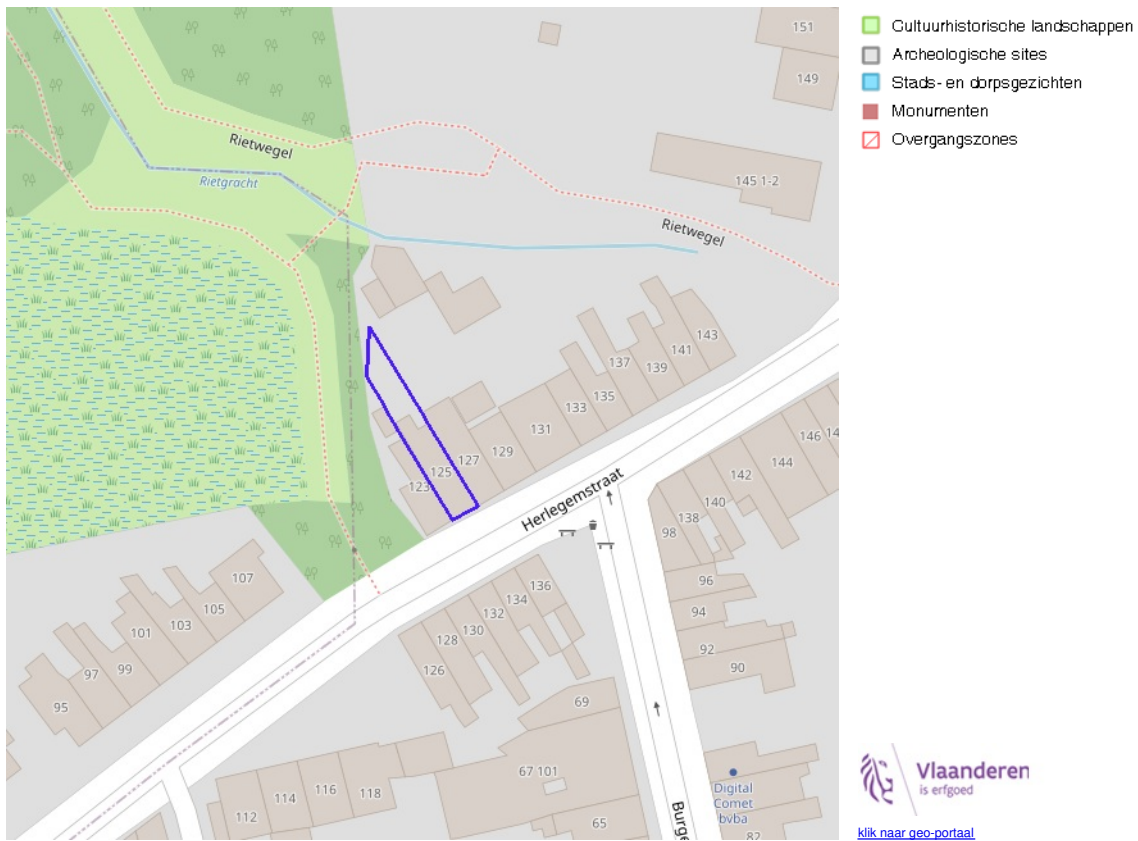 Cultuurhistorische landschappen
Archeologische sites
Stads- en dorpsgezichten
Monumenten
Overgangszones
151
149
Rietwegel
145 1-2
Rietgracht
Rietwegel
143
141
137
139
135
133
131
129
127
125
123
146
14
144
142
140
138
98
Herlegemstraat
107
105
103
101
99
97
95
136
134
132
130
128
126
96
94
92
90
69
67 101
65
118
116
114
112
Digital
Comet
bvba
82
Burge
Vlaanderen
is erfgoed
klik naar geo-portaal